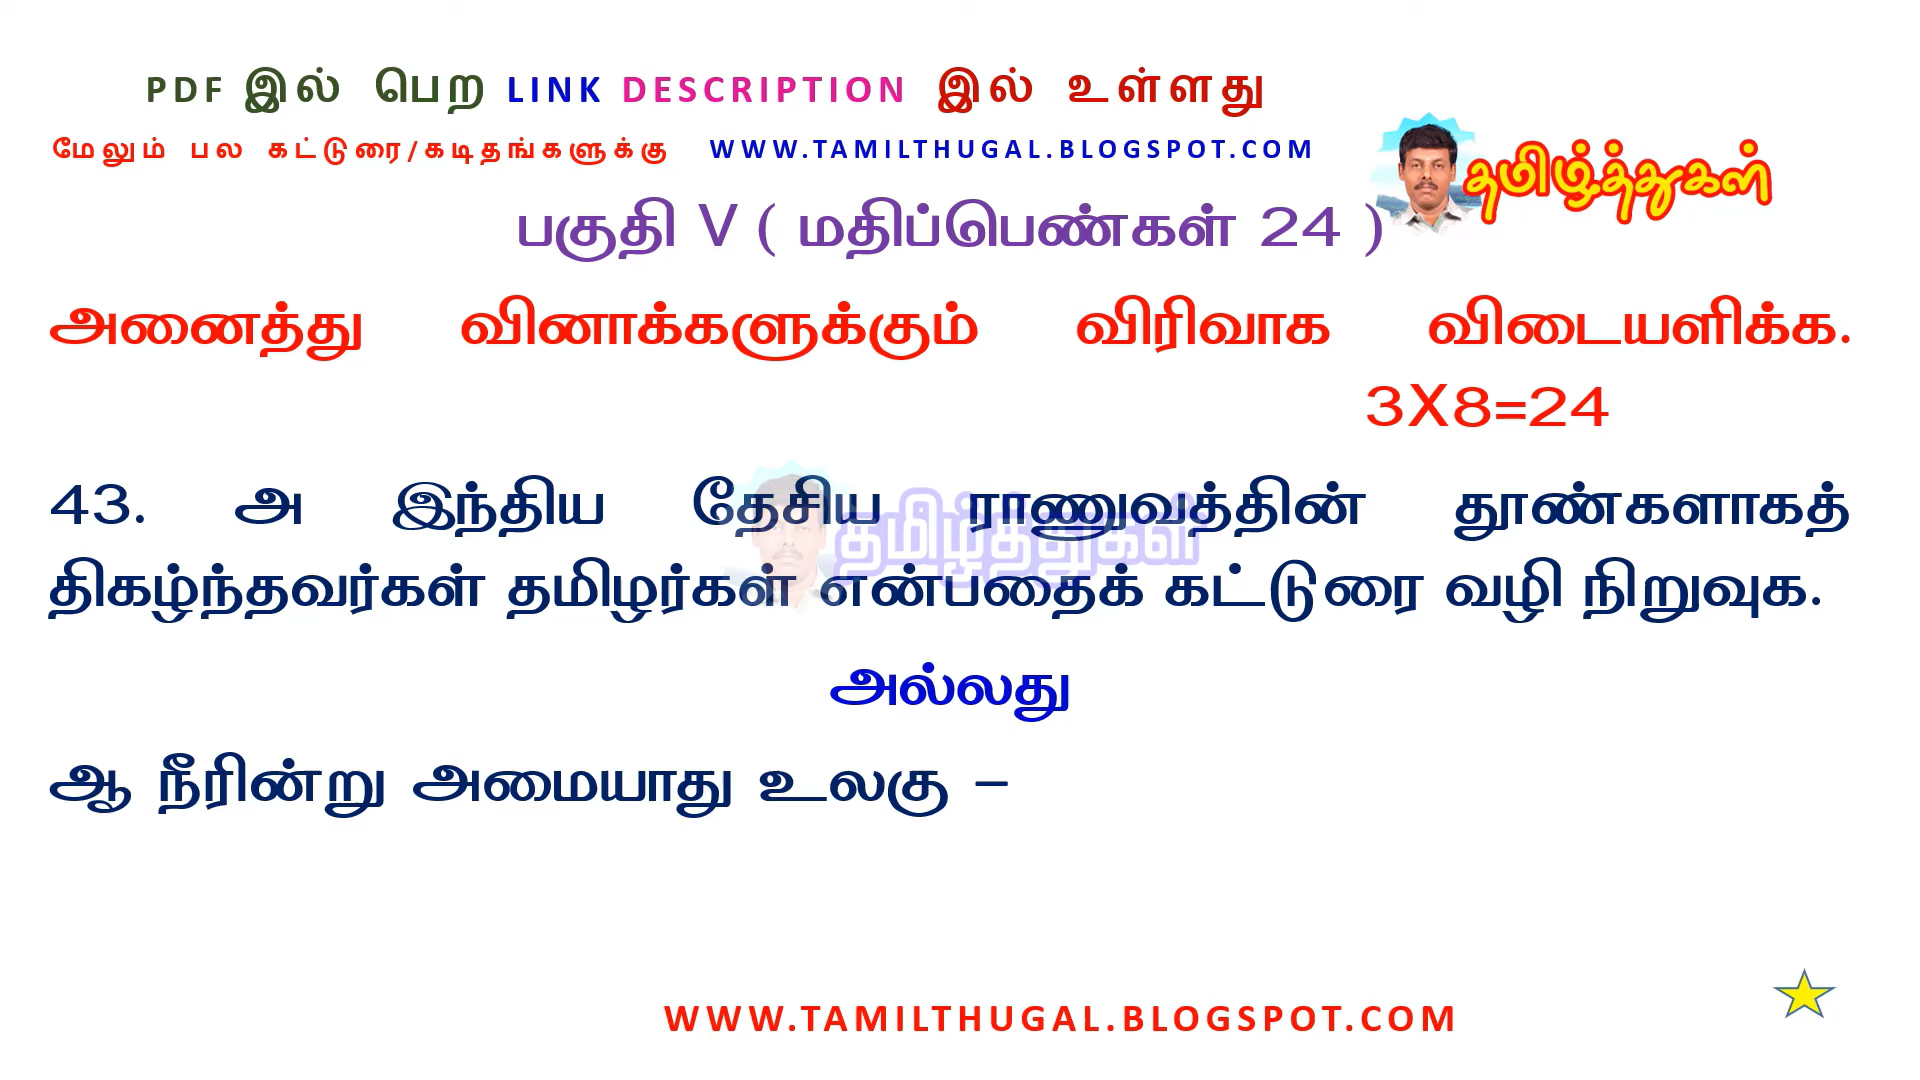 PDF இல் பெற LINK DESCRIPTION இல் உள்ளது
மேலும் பல கட்டுரை/கடிதங்களுக்கு WWW.TAMILTHUGAL.BLOGSPOT.COM
தமிழ்த்துகள்
பகுதி V ( மதிப்பெண்கள் 24 )
அனைத்து வினாக்களுக்கும் விரிவாக விடையளிக்க.
3X8=24
43. அ இந்திய தேசிய ராணுவத்தின் தூண்களாகத்
தமிழ்த்துகள்
திகழ்ந்தவர்கள் தமிழர்கள் என்பதைக் கட்டுரை வழி நிறுவுக.
அல்லது
ஆ நீரின்று அமையாது உலகு –
WWW.TAMILTHUGAL.BLOGSPOT.COM